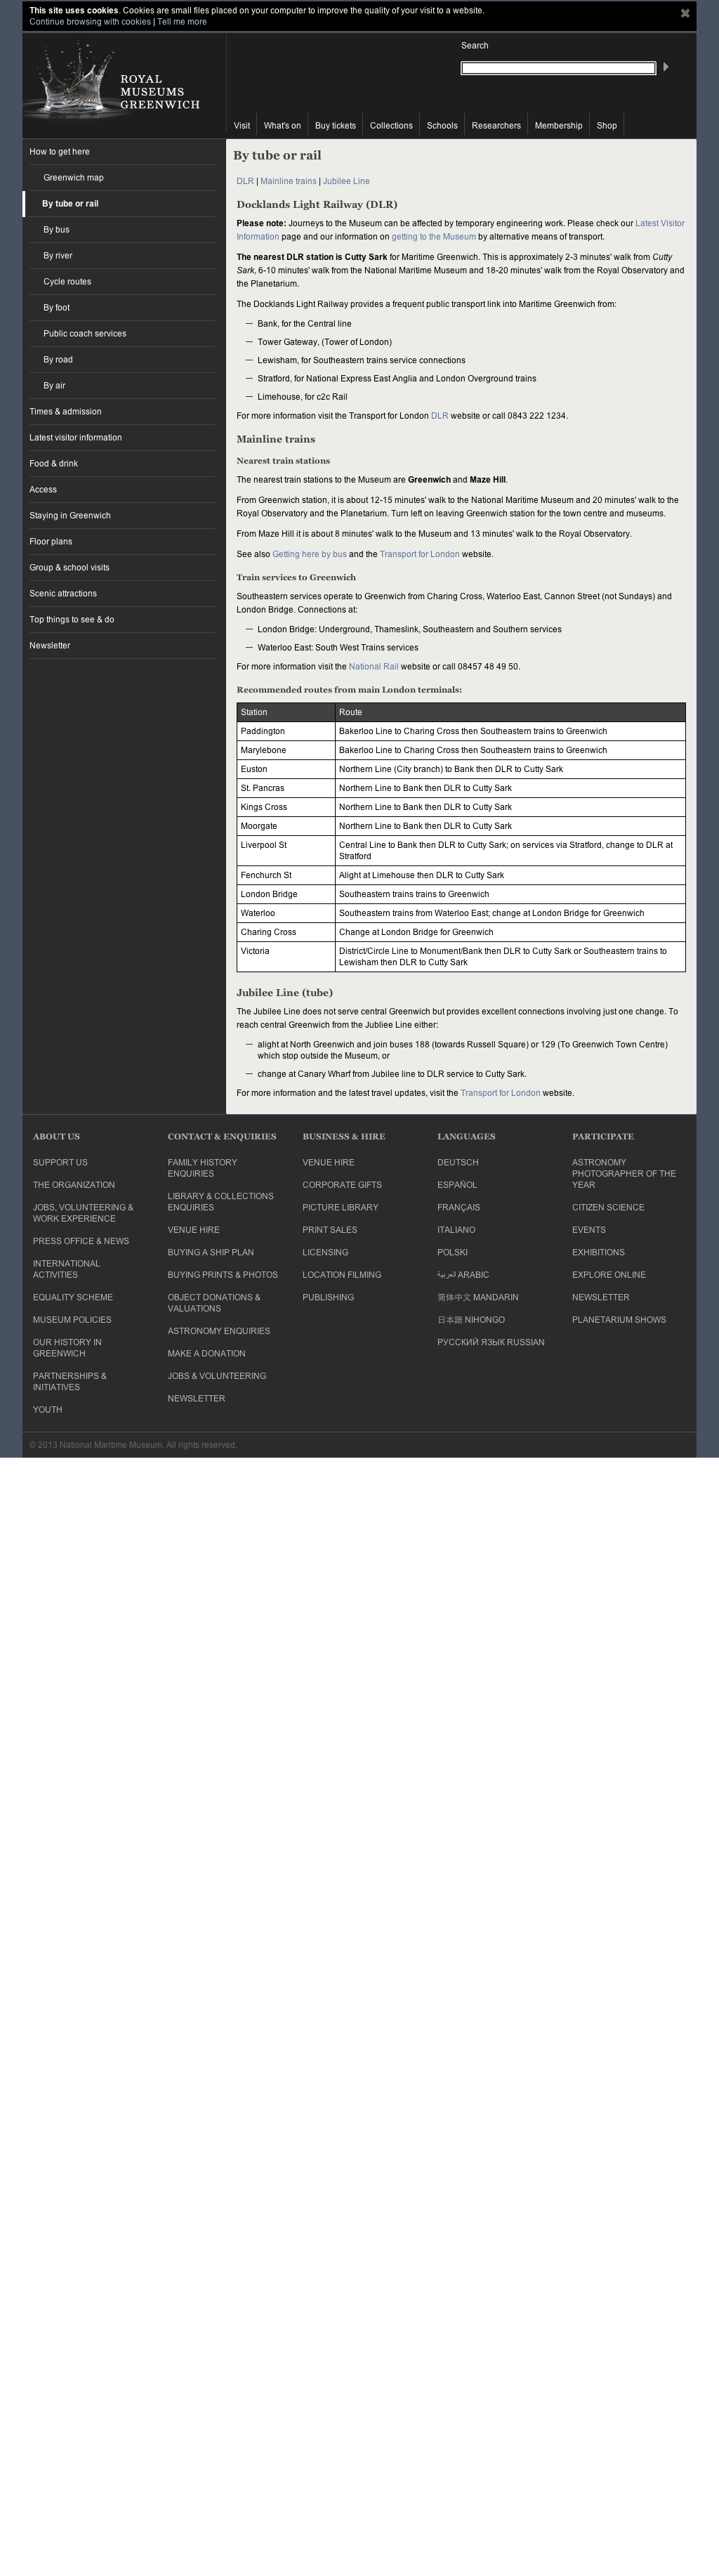 This site uses cookies. Cookies are small files placed on your computer to improve the quality of your visit to a website.
Continue browsing with cookies | Tell me more
ROYAL
MUSEUMS
GREENWICH
Search
Visit
What's on
Buy tickets
Collections
Schools
Researchers
Membership
Shop
How to get here
Greenwich map
By tube or rail
By bus
By river
Cycle routes
By foot
Public coach services
By road
By air
Times & admission
Latest visitor information
Food & drink
Access
Staying in Greenwich
Floor plans
Group & school visits
Scenic attractions
Top things to see & do
Newsletter
By tube or rail
DLR | Mainline trains | Jubilee Line
Docklands Light Railway (DLR)
Please note: Journeys to the Museum can be affected by temporary engineering work. Please check our Latest Visitor
Information page and our information on getting to the Museum by alternative means of transport.
The nearest DLR station is Cutty Sark for Maritime Greenwich. This is approximately 2-3 minutes' walk from Cutty
Sark, 6-10 minutes' walk from the National Maritime Museum and 18-20 minutes' walk from the Royal Observatory and
the Planetarium.
The Docklands Light Railway provides a frequent public transport link into Maritime Greenwich from:
— Bank, for the Central line
— Tower Gateway, (Tower of London)
— Lewisham, for Southeastern trains service connections
— Stratford, for National Express East Anglia and London Overground trains
— Limehouse, for c2c Rail
For more information visit the Transport for London DLR website or call 0843 222 1234.
Mainline trains
Nearest train stations
The nearest train stations to the Museum are Greenwich and Maze Hill.
From Greenwich station, it is about 12-15 minutes' walk to the National Maritime Museum and 20 minutes' walk to the
Royal Observatory and the Planetarium. Turn left on leaving Greenwich station for the town centre and museums.
From Maze Hill it is about 8 minutes' walk to the Museum and 13 minutes' walk to the Royal Observatory.
See also Getting here by bus and the Transport for London website.
Train services to Greenwich
Southeastern services operate to Greenwich from Charing Cross, Waterloo East, Cannon Street (not Sundays) and
London Bridge. Connections at:
— London Bridge: Underground, Thameslink, Southeastern and Southern services
— Waterloo East: South West Trains services
For more information visit the National Rail website or call 08457 48 49 50.
Recommended routes from main London terminals:
Station Route
Paddington Bakerloo Line to Charing Cross then Southeastern trains to Greenwich
Marylebone Bakerloo Line to Charing Cross then Southeastern trains to Greenwich
Euston Northern Line (City branch) to Bank then DLR to Cutty Sark
St. Pancras Northern Line to Bank then DLR to Cutty Sark
Kings Cross Northern Line to Bank then DLR to Cutty Sark
Moorgate Northern Line to Bank then DLR to Cutty Sark
Liverpool St Central Line to Bank then DLR to Cutty Sark; on services via Stratford, change to DLR at
Stratford
Fenchurch St Alight at Limehouse then DLR to Cutty Sark
London Bridge Southeastern trains trains to Greenwich
Waterloo Southeastern trains from Waterloo East; change at London Bridge for Greenwich
Charing Cross Change at London Bridge for Greenwich
Victoria District/Circle Line to Monument/Bank then DLR to Cutty Sark or Southeastern trains to
Lewisham then DLR to Cutty Sark
Jubilee Line (tube)
The Jubilee Line does not serve central Greenwich but provides excellent connections involving just one change. To
reach central Greenwich from the Jubliee Line either:
— alight at North Greenwich and join buses 188 (towards Russell Square) or 129 (To Greenwich Town Centre)
which stop outside the Museum, or
— change at Canary Wharf from Jubilee line to DLR service to Cutty Sark.
For more information and the latest travel updates, visit the Transport for London website.
ABOUT US
SUPPORT US
THE ORGANIZATION
JOBS, VOLUNTEERING &
WORK EXPERIENCE
PRESS OFFICE & NEWS
INTERNATIONAL
ACTIVITIES
EQUALITY SCHEME
MUSEUM POLICIES
OUR HISTORY IN
GREENWICH
PARTNERSHIPS &
INITIATIVES
YOUTH
CONTACT & ENQUIRIES
FAMILY HISTORY
ENQUIRIES
LIBRARY & COLLECTIONS
ENQUIRIES
VENUE HIRE
BUYING A SHIP PLAN
BUYING PRINTS & PHOTOS
OBJECT DONATIONS &
VALUATIONS
ASTRONOMY ENQUIRIES
MAKE A DONATION
JOBS & VOLUNTEERING
NEWSLETTER
BUSINESS & HIRE
VENUE HIRE
CORPORATE GIFTS
PICTURE LIBRARY
PRINT SALES
LICENSING
LOCATION FILMING
PUBLISHING
LANGUAGES
DEUTSCH
ESPAÑOL
FRANÇAIS
ITALIANO
POLSKI
العربية ARABIC
简体中文 MANDARIN
日本語 NIHONGO
РУССКИЙ ЯЗЫК RUSSIAN
PARTICIPATE
ASTRONOMY
PHOTOGRAPHER OF THE
YEAR
CITIZEN SCIENCE
EVENTS
EXHIBITIONS
EXPLORE ONLINE
NEWSLETTER
PLANETARIUM SHOWS
© 2013 National Maritime Museum. All rights reserved.